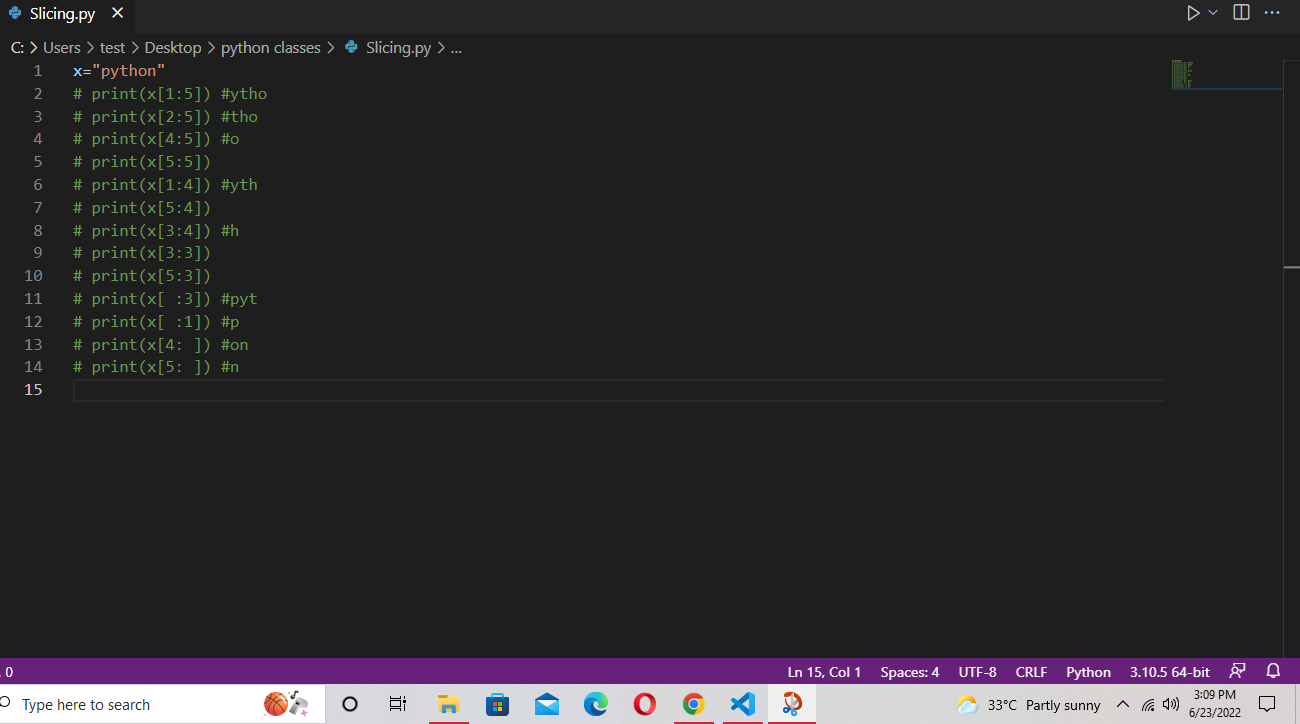 Slicing.py
C: > Users > test > Desktop > python classes > Slicing.py > ...
1 x="python"
2 # print(x[1:5]) #ytho
3 # print(x[2:5]) #tho
4 # print(x[4:5]) #o
5 # print(x[5:5])
6 # print(x[1:4]) #yth
7 # print(x[5:4])
8 # print(x[3:4]) #h
9 # print(x[3:3])
10 # print(x[5:3])
11 # print(x[ :3]) #pyt
12 # print(x[ :1]) #p
13 # print(x[4: ]) #on
14 # print(x[5: ]) #n
15
0 Ln 15, Col 1 Spaces: 4 UTF-8 CRLF Python 3.10.5 64-bit
Type here to search 33°C Partly sunny 3:09 PM
6/23/2022